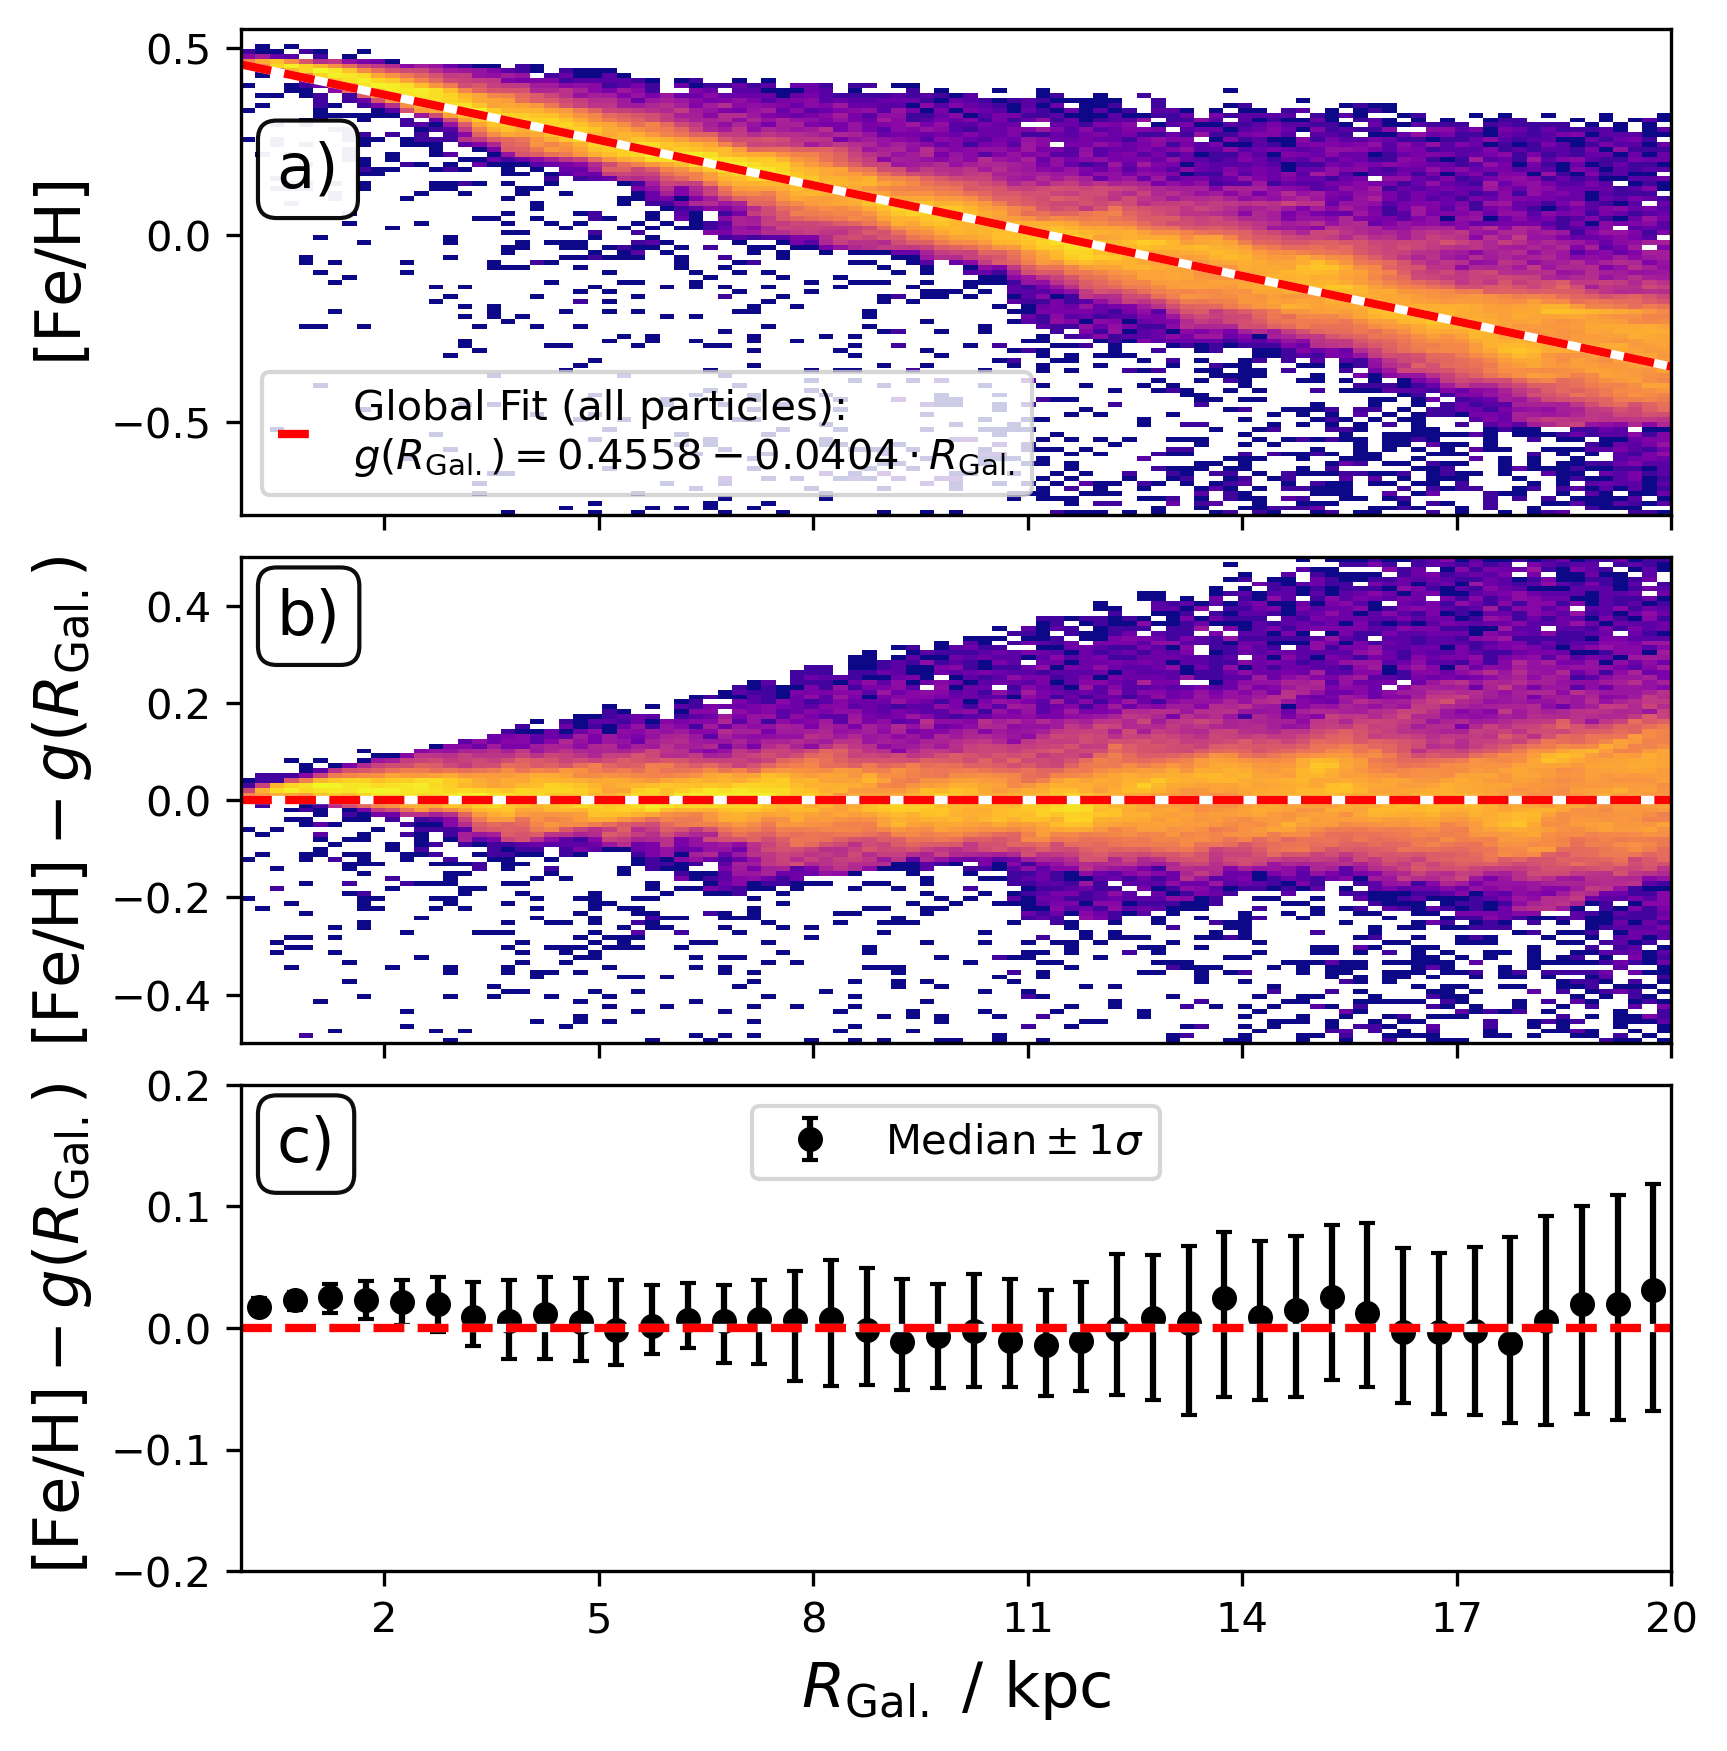 0.5
0.0
−0.5
[Fe/H]
a)
Global Fit (all particles):
g(R_Gal.) = 0.4558 − 0.0404 · R_Gal.
0.4
0.2
0.0
−0.2
−0.4
[Fe/H] − g(R_Gal.)
b)
0.2
0.1
0.0
−0.1
−0.2
[Fe/H] − g(R_Gal.)
c)
Median ± 1σ
2 5 8 11 14 17 20
R_Gal. / kpc